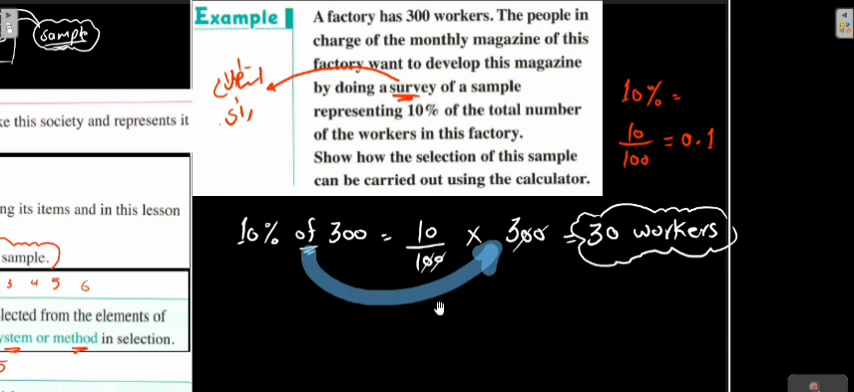 sample
ke this society and represents it
ng its items and in this lesson
sample.
3 4 5 6
lected from the elements of
ystem or method in selection.
5
Example
A factory has 300 workers. The people in
charge of the monthly magazine of this
factory want to develop this magazine
by doing a survey of a sample
representing 10% of the total number
of the workers in this factory.
Show how the selection of this sample
can be carried out using the calculator.
استطلاع
رأى
10% =
10/100 = 0.1
10% of 300 = 10/100 × 300 = 30 workers